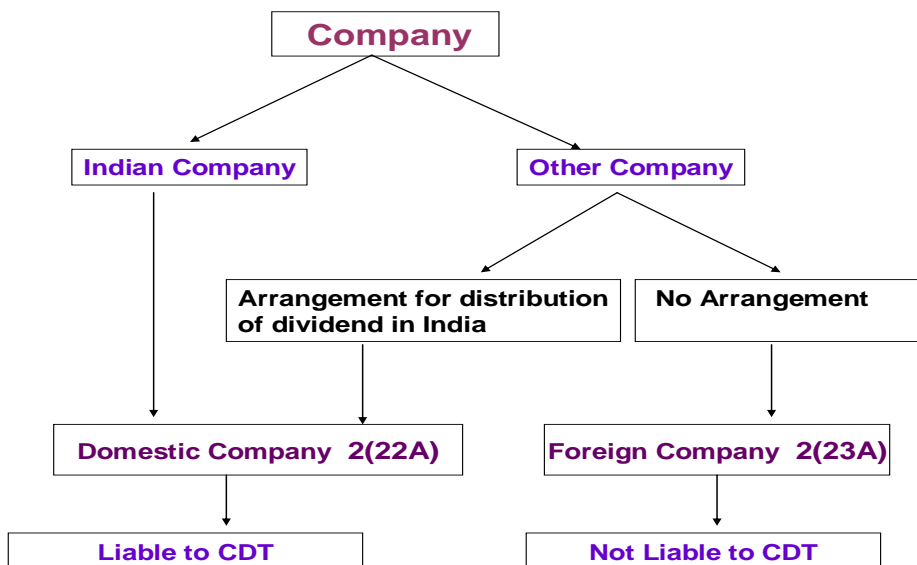 Company
Indian Company
Other Company
Arrangement for distribution
of dividend in India
No Arrangement
Domestic Company 2(22A)
Foreign Company 2(23A)
Liable to CDT
Not Liable to CDT